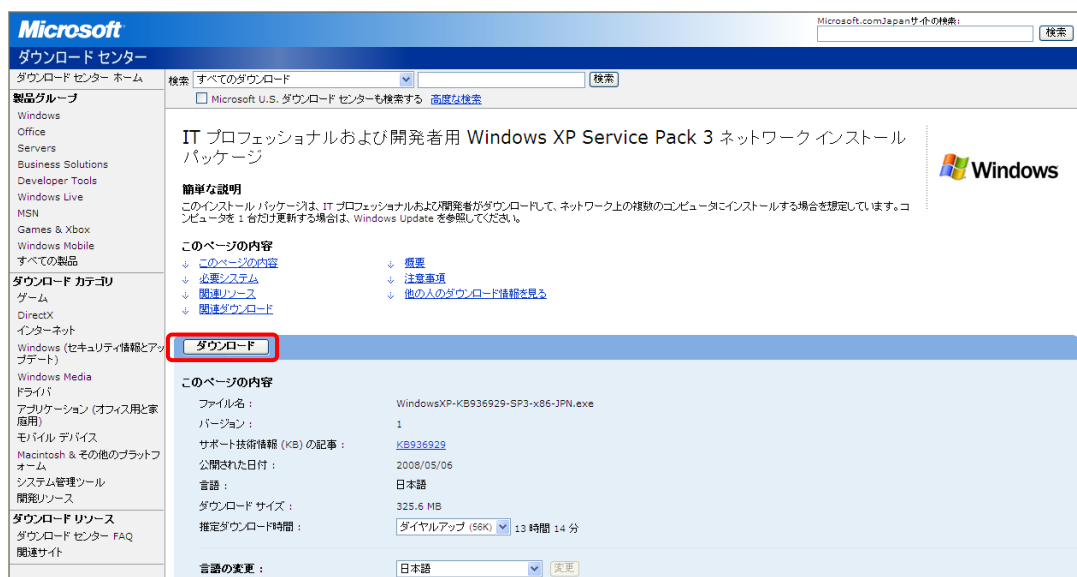 Microsoft
Microsoft.comJapanサイトの検索:
検索
ダウンロード センター
ダウンロード センター ホーム
製品グループ
Windows
Office
Servers
Business Solutions
Developer Tools
Windows Live
MSN
Games & Xbox
Windows Mobile
すべての製品
ダウンロード カテゴリ
ゲーム
DirectX
インターネット
Windows (セキュリティ情報とアッ
プデート)
Windows Media
ドライバ
アプリケーション (オフィス用と家
庭用)
モバイル デバイス
Macintosh & その他のプラットフ
ォーム
システム管理ツール
開発リソース
ダウンロード リソース
ダウンロード センター FAQ
関連サイト
検索 すべてのダウンロード 検索
Microsoft U.S. ダウンロード センターも検索する 高度な検索
IT プロフェッショナルおよび開発者用 Windows XP Service Pack 3 ネットワーク インストール
パッケージ
Windows
簡単な説明
このインストール パッケージは、IT プロフェッショナルおよび開発者がダウンロードして、ネットワーク上の複数のコンピュータにインストールする場合を想定しています。コ
ンピュータを 1 台だけ更新する場合は、Windows Update を参照してください。
このページの内容
このページの内容 概要
必要システム 注意事項
関連リソース 他の人のダウンロード情報を見る
関連ダウンロード
ダウンロード
このページの内容
ファイル名 : WindowsXP-KB936929-SP3-x86-JPN.exe
バージョン : 1
サポート技術情報 (KB) の記事 : KB936929
公開された日付 : 2008/05/06
言語 : 日本語
ダウンロード サイズ : 325.6 MB
推定ダウンロード時間 : ダイヤルアップ (56K) 13 時間 14 分
言語の変更 : 日本語 変更